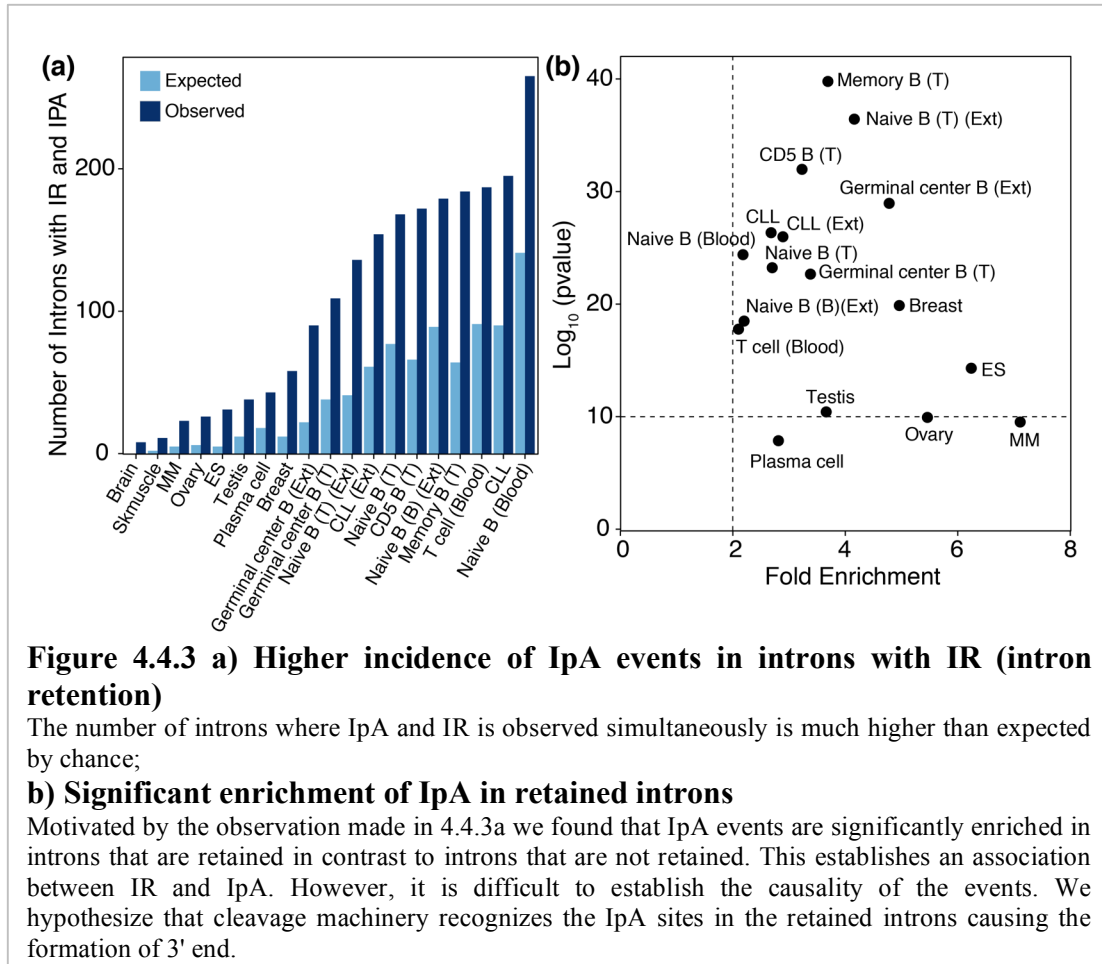 (a)
Expected
Observed
Number of Introns with IR and IPA
200
100
0
Brain
Skmuscle
MM
Ovary
ES
Testis
Plasma cell
Breast
Germinal center B (Ext)
Germinal center B (T)
Naive B (T) (Ext)
CLL (Ext)
Naive B (T)
CD5 B (T)
Naive B (B) (Ext)
Memory B (T)
T cell (Blood)
CLL
Naive B (Blood)
(b)
Log10 (pvalue)
40
30
20
10
0
Memory B (T)
Naive B (T) (Ext)
CD5 B (T)
Germinal center B (Ext)
CLL
CLL (Ext)
Naive B (Blood)
Naive B (T)
Germinal center B (T)
Naive B (B)(Ext)
Breast
T cell (Blood)
ES
Testis
Ovary
MM
Plasma cell
0 2 4 6 8
Fold Enrichment
Figure 4.4.3 a) Higher incidence of IpA events in introns with IR (intron
retention)
The number of introns where IpA and IR is observed simultaneously is much higher than expected
by chance;
b) Significant enrichment of IpA in retained introns
Motivated by the observation made in 4.4.3a we found that IpA events are significantly enriched in
introns that are retained in contrast to introns that are not retained. This establishes an association
between IR and IpA. However, it is difficult to establish the causality of the events. We
hypothesize that cleavage machinery recognizes the IpA sites in the retained introns causing the
formation of 3' end.